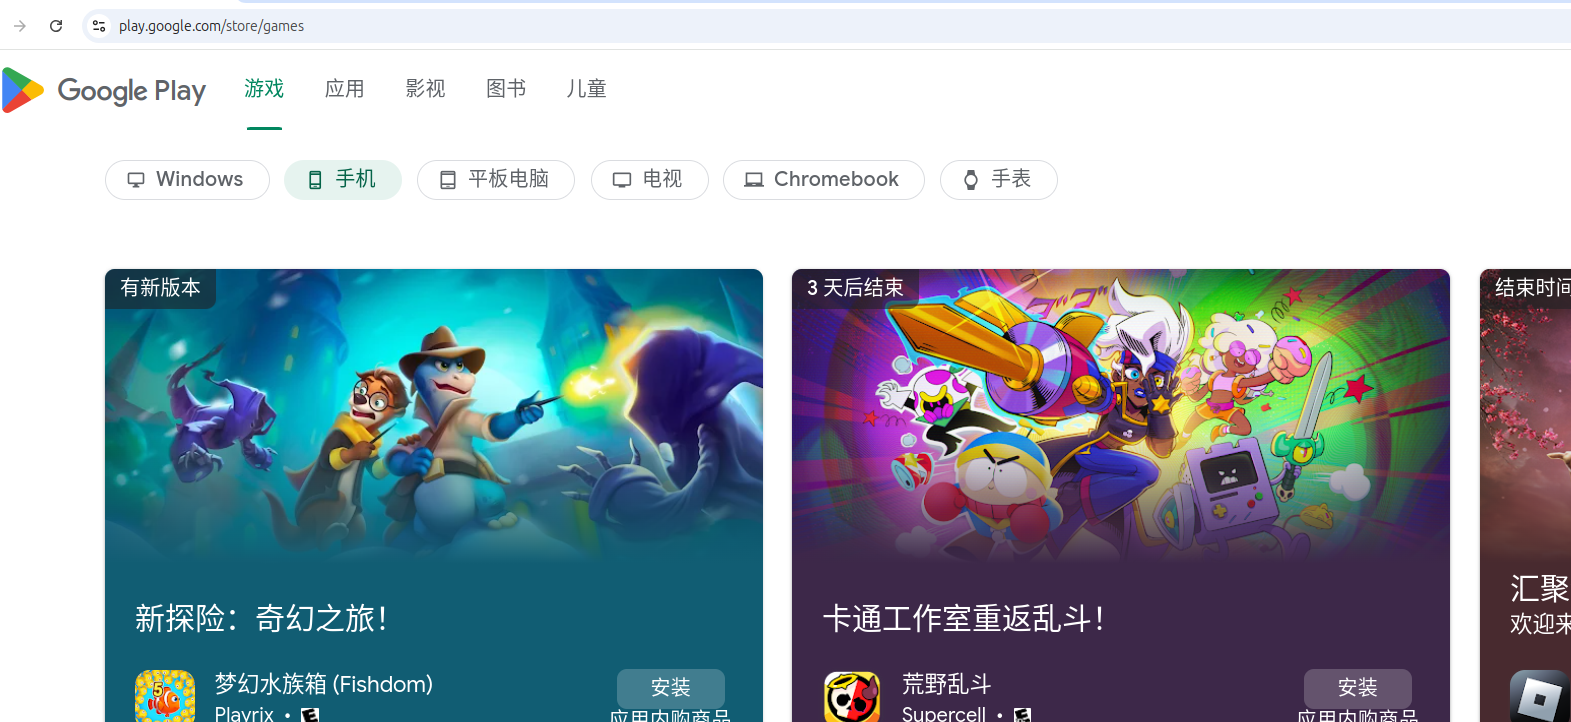 play.google.com/store/games
Google Play 游戏 应用 影视 图书 儿童
Windows 手机 平板电脑 电视 Chromebook 手表
有新版本
新探险：奇幻之旅！
梦幻水族箱 (Fishdom)
Playrix • E
安装
应用内购商品
3 天后结束
卡通工作室重返乱斗！
荒野乱斗
Supercell • E
安装
应用内购商品
结束时间
汇聚
欢迎来